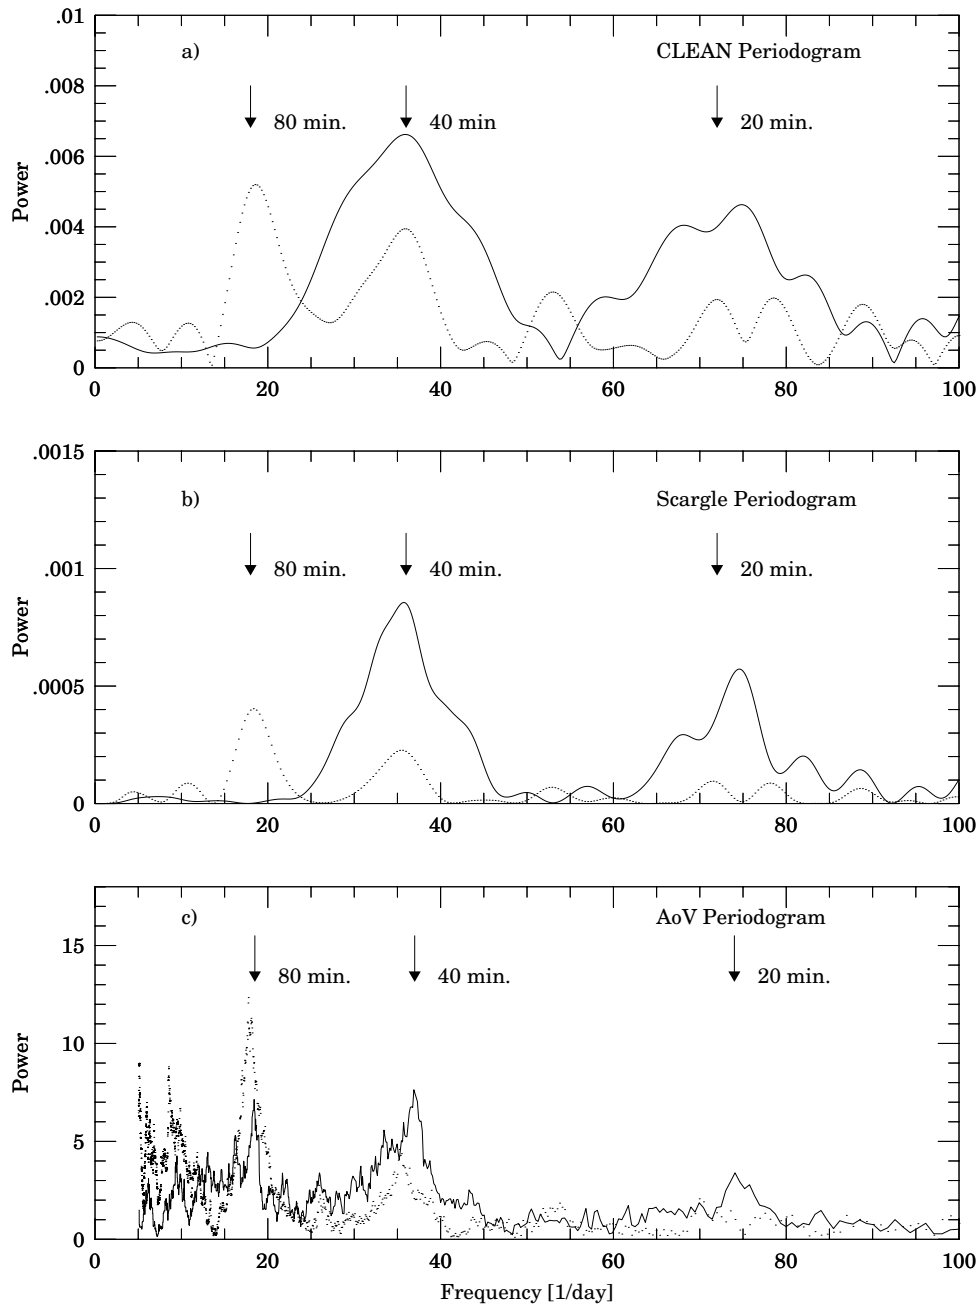 .01
a)
CLEAN Periodogram
.008
80 min.
40 min
20 min.
.006
Power
.004
.002
0
0 20 40 60 80 100
.0015
b)
Scargle Periodogram
80 min.
40 min.
20 min.
.001
Power
.0005
0
0 20 40 60 80 100
c)
AoV Periodogram
15
80 min.
40 min.
20 min.
10
Power
5
0
0 20 40 60 80 100
Frequency [1/day]